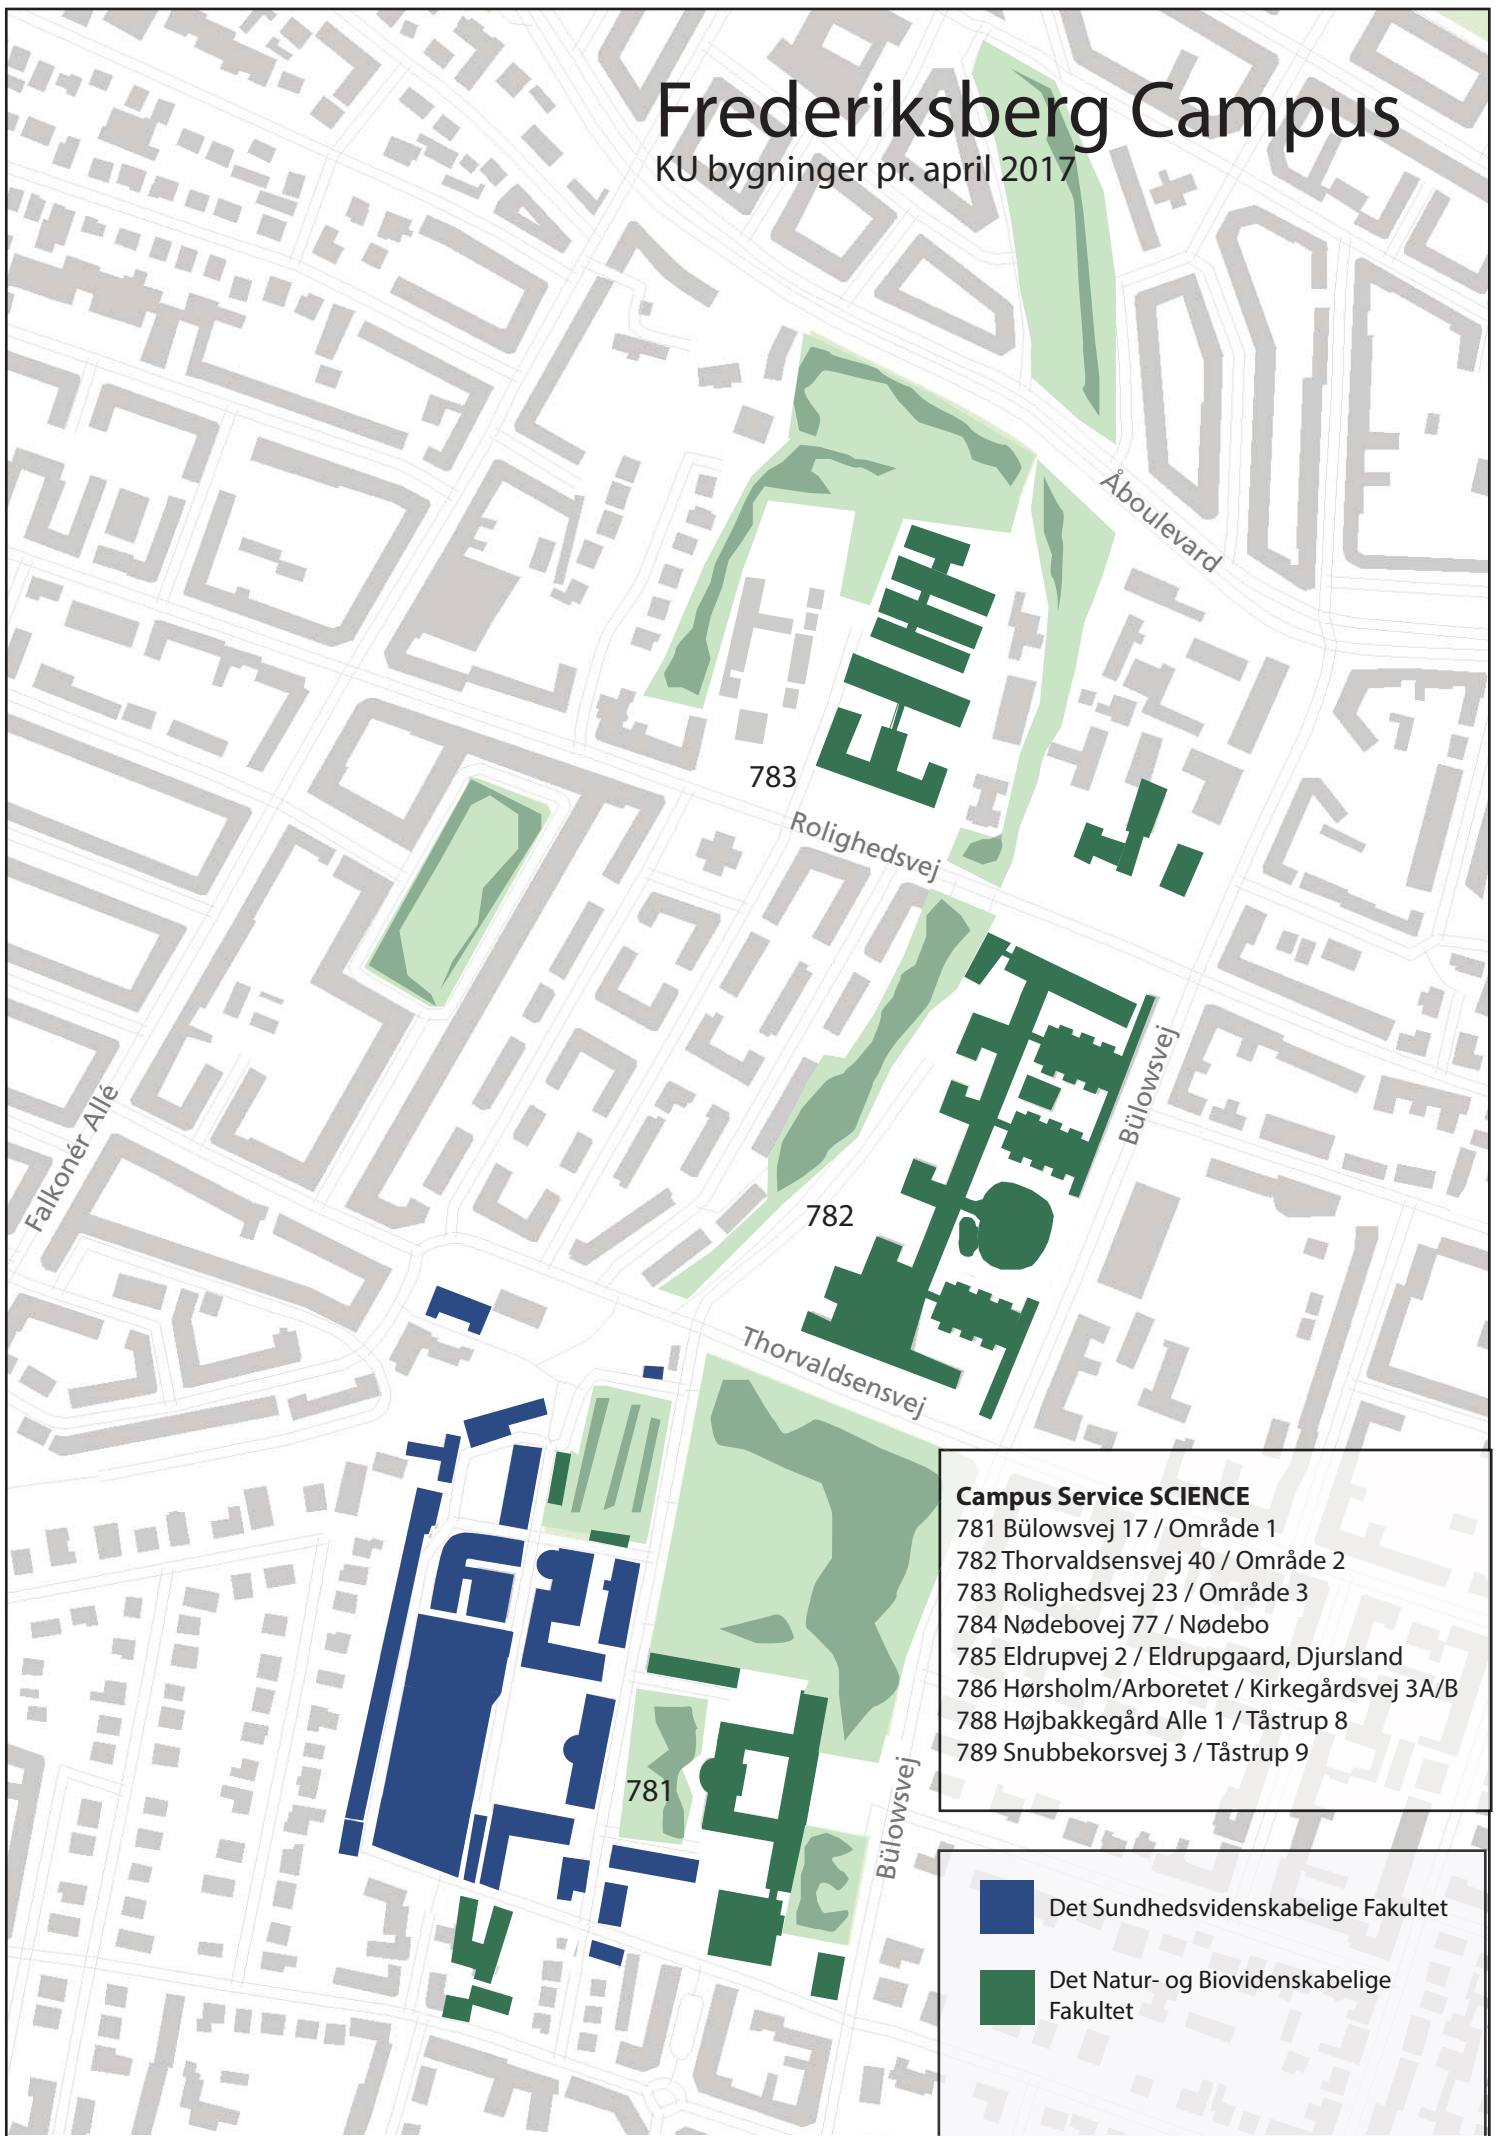 Frederiksberg Campus
KU bygninger pr. april 2017
Åboulevard
783
Rolighedsvej
Bülowsvej
Falkonér Allé
782
Thorvaldsensvej
Campus Service SCIENCE
781 Bülowsvej 17 / Område 1
782 Thorvaldsensvej 40 / Område 2
783 Rolighedsvej 23 / Område 3
784 Nødebovej 77 / Nødebo
785 Eldrupvej 2 / Eldrupgaard, Djursland
786 Hørsholm/Arboretet / Kirkegårdsvej 3A/B
788 Højbakkegård Alle 1 / Tåstrup 8
789 Snubbekorsvej 3 / Tåstrup 9
781
Bülowsvej
Det Sundhedsvidenskabelige Fakultet
Det Natur- og Biovidenskabelige
Fakultet